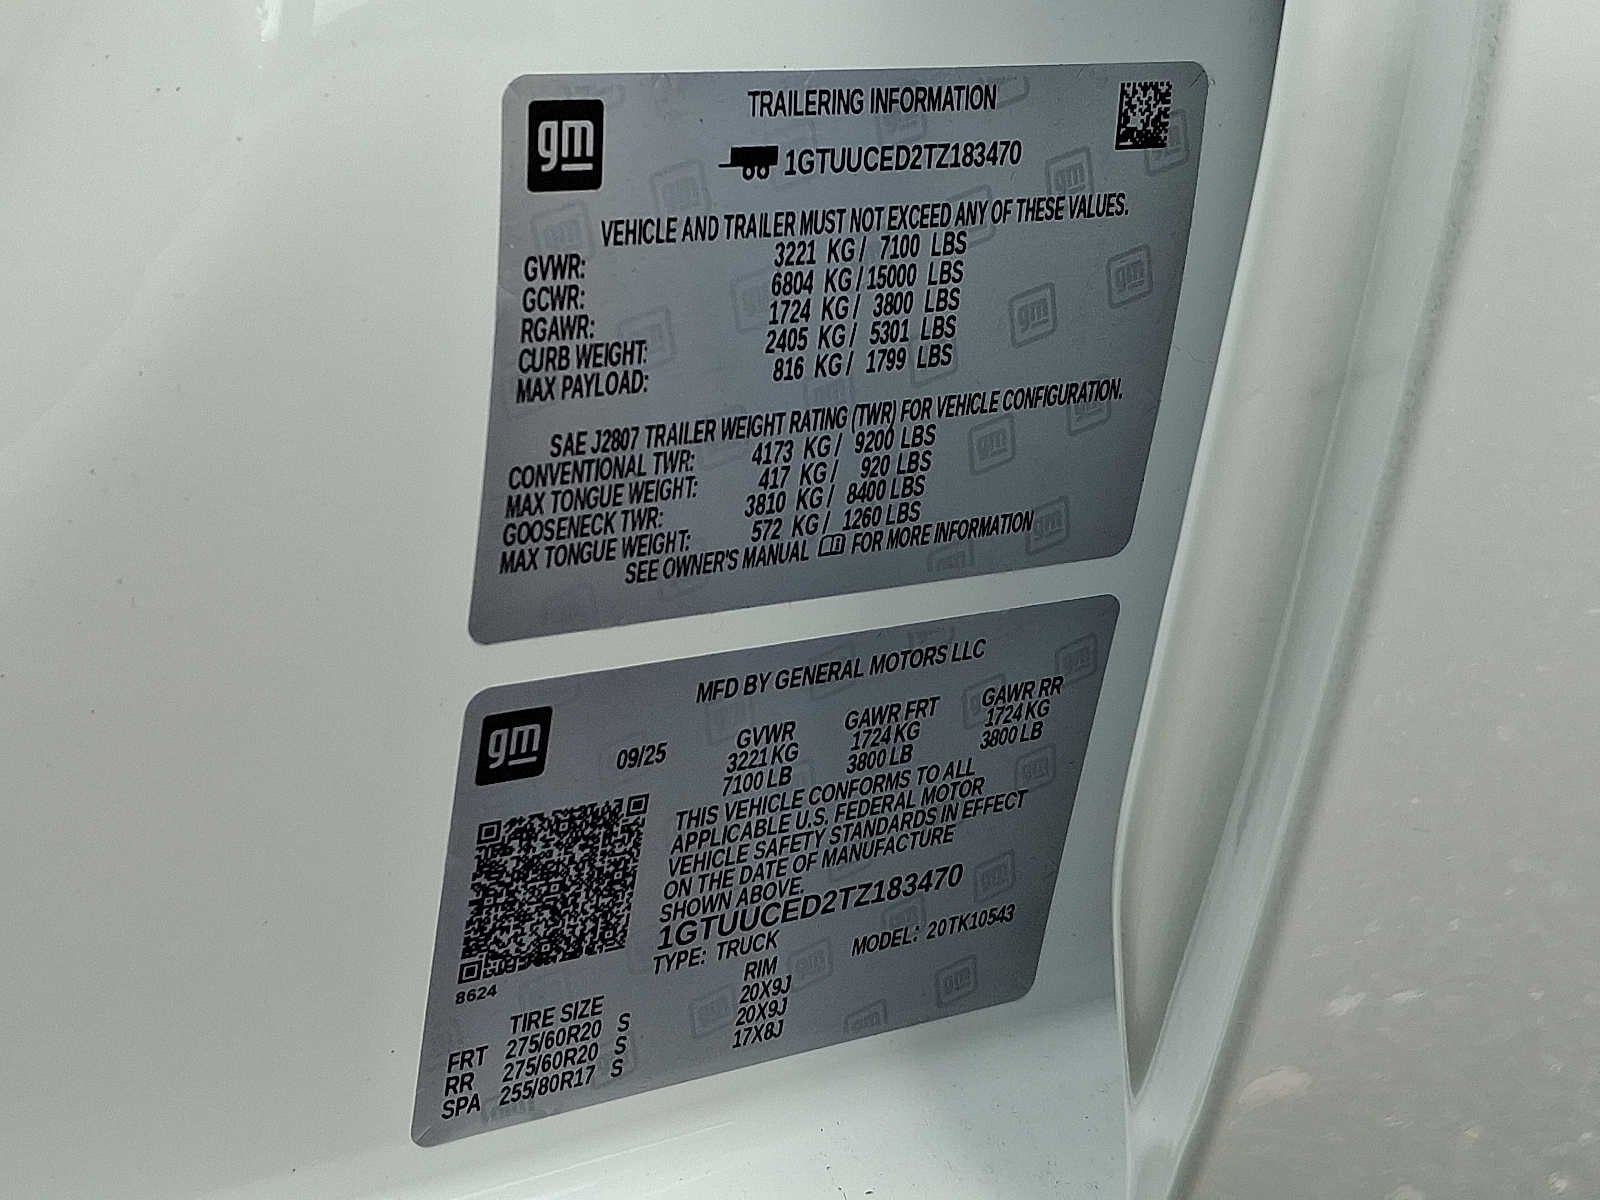 gm
TRAILERING INFORMATION
1GTUUCED2TZ183470
VEHICLE AND TRAILER MUST NOT EXCEED ANY OF THESE VALUES.
GVWR: 3221 KG / 7100 LBS
GCWR: 6804 KG / 15000 LBS
RGAWR: 1724 KG / 3800 LBS
CURB WEIGHT: 2405 KG / 5301 LBS
MAX PAYLOAD: 816 KG / 1799 LBS
SAE J2807 TRAILER WEIGHT RATING (TWR) FOR VEHICLE CONFIGURATION.
CONVENTIONAL TWR: 4173 KG / 9200 LBS
MAX TONGUE WEIGHT: 417 KG / 920 LBS
GOOSENECK TWR: 3810 KG / 8400 LBS
MAX TONGUE WEIGHT: 572 KG / 1260 LBS
SEE OWNER'S MANUAL FOR MORE INFORMATION
gm
MFD BY GENERAL MOTORS LLC
09/25 GVWR GAWR FRT GAWR RR
3221 KG 1724 KG 1724 KG
7100 LB 3800 LB 3800 LB
THIS VEHICLE CONFORMS TO ALL
APPLICABLE U.S. FEDERAL MOTOR
VEHICLE SAFETY STANDARDS IN EFFECT
ON THE DATE OF MANUFACTURE
SHOWN ABOVE.
1GTUUCED2TZ183470
TYPE: TRUCK MODEL: 20TK10543
8624
TIRE SIZE RIM
FRT 275/60R20 S 20X9J
RR 275/60R20 S 20X9J
SPA 255/80R17 S 17X8J